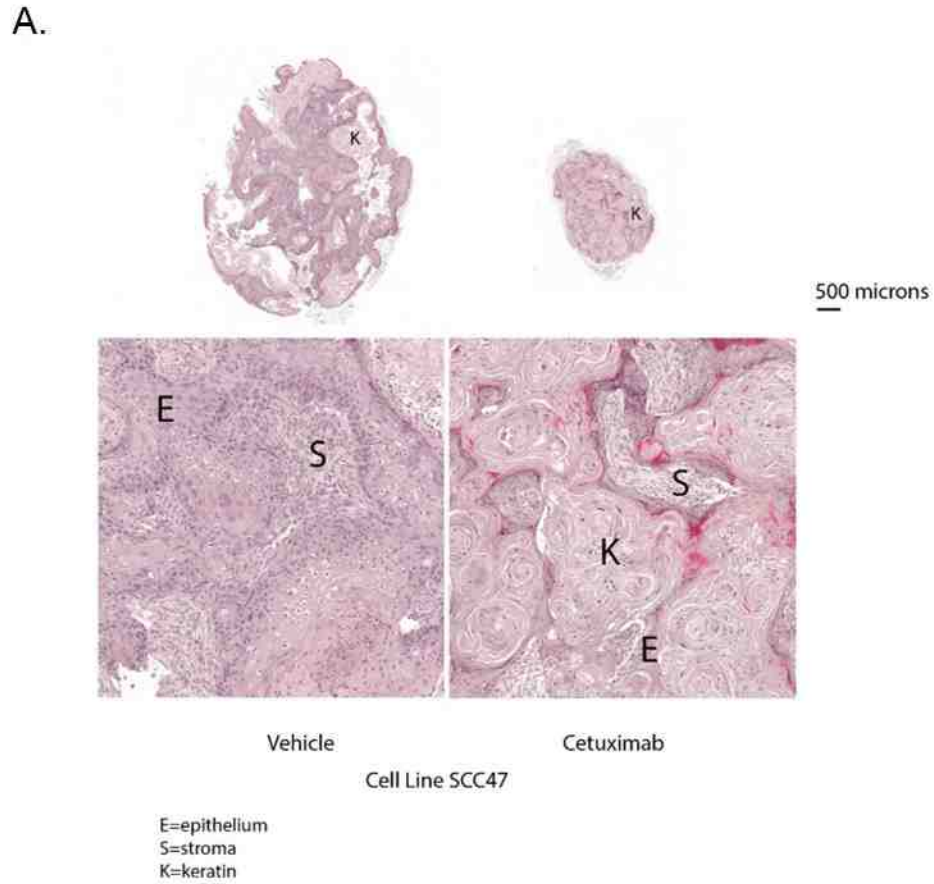 A.
K
K
500 microns
E
S
S
K
E
Vehicle
Cetuximab
Cell Line SCC47
E=epithelium
S=stroma
K=keratin